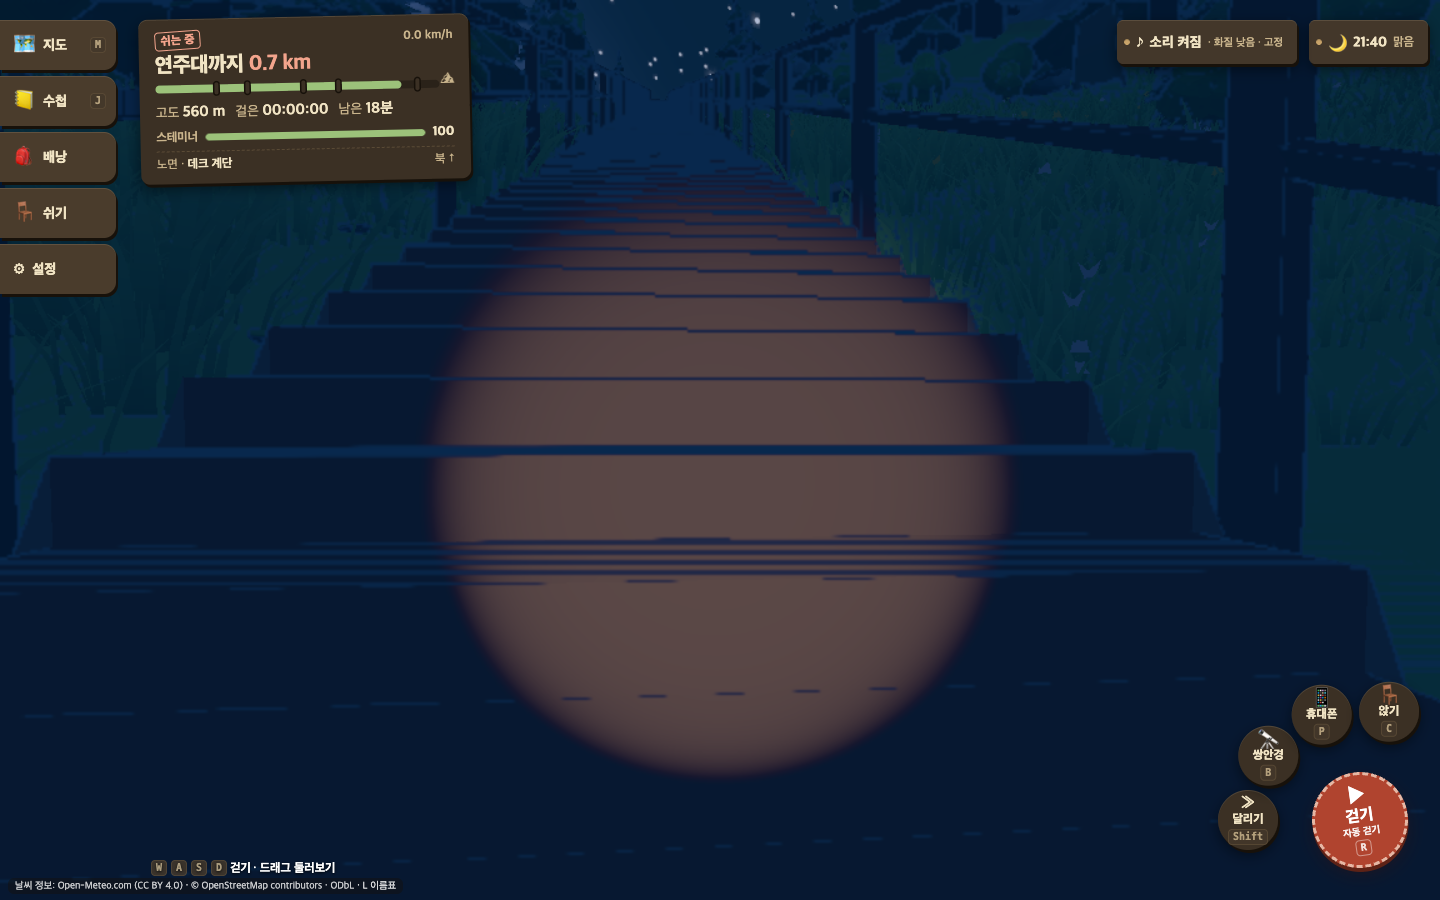 지도 M
수첩 J
배낭
쉬기
⚙ 설정
쉬는 중
0.0 km/h
연주대까지 0.7 km
고도 560 m 걸은 00:00:00 남은 18분
스테미너 100
노면 · 데크 계단
북 ↑
♪ 소리 켜짐 · 화질 낮음 · 고정
21:40 맑음
휴대폰
P
앉기
C
쌍안경
B
달리기
Shift
걷기
자동 걷기
R
W A S D 걷기 · 드래그 둘러보기
날씨 정보: Open-Meteo.com (CC BY 4.0) · © OpenStreetMap contributors · ODbL · L 이름표